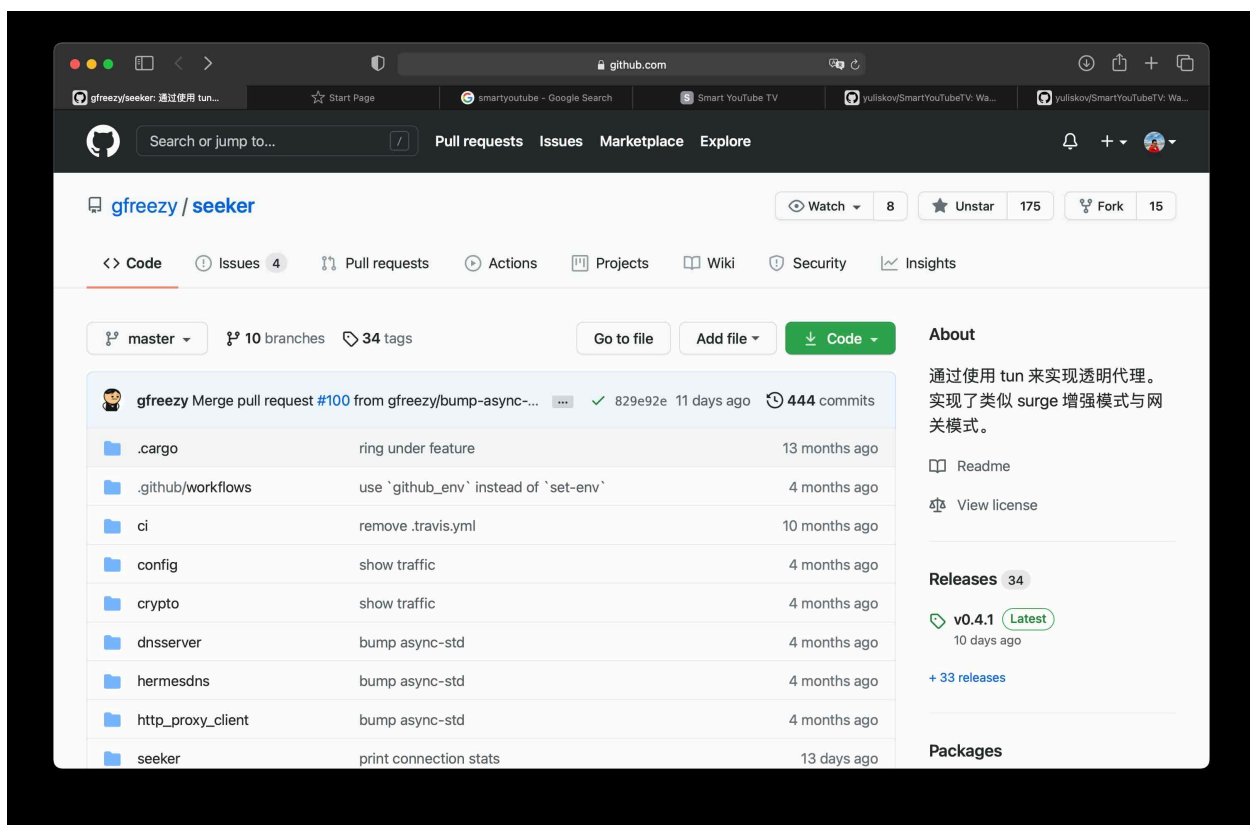 github.com
gfreezy/seeker: 通过使用 tun...
Start Page
smartyoutube - Google Search
S Smart YouTube TV
yuliskov/SmartYouTubeTV: Wa...
yuliskov/SmartYouTubeTV: Wa...
Search or jump to... /
Pull requests Issues Marketplace Explore
gfreezy / seeker
Watch 8
Unstar 175
Fork 15
Code
Issues 4
Pull requests
Actions
Projects
Wiki
Security
Insights
master
10 branches
34 tags
Go to file
Add file
Code
gfreezy Merge pull request #100 from gfreezy/bump-async-... ... 829e92e 11 days ago 444 commits
.cargo ring under feature 13 months ago
.github/workflows use `github_env` instead of `set-env` 4 months ago
ci remove .travis.yml 10 months ago
config show traffic 4 months ago
crypto show traffic 4 months ago
dnsserver bump async-std 4 months ago
hermesdns bump async-std 4 months ago
http_proxy_client bump async-std 4 months ago
seeker print connection stats 13 days ago
About
通过使用 tun 来实现透明代理。
实现了类似 surge 增强模式与网
关模式。
Readme
View license
Releases 34
v0.4.1 Latest
10 days ago
+ 33 releases
Packages